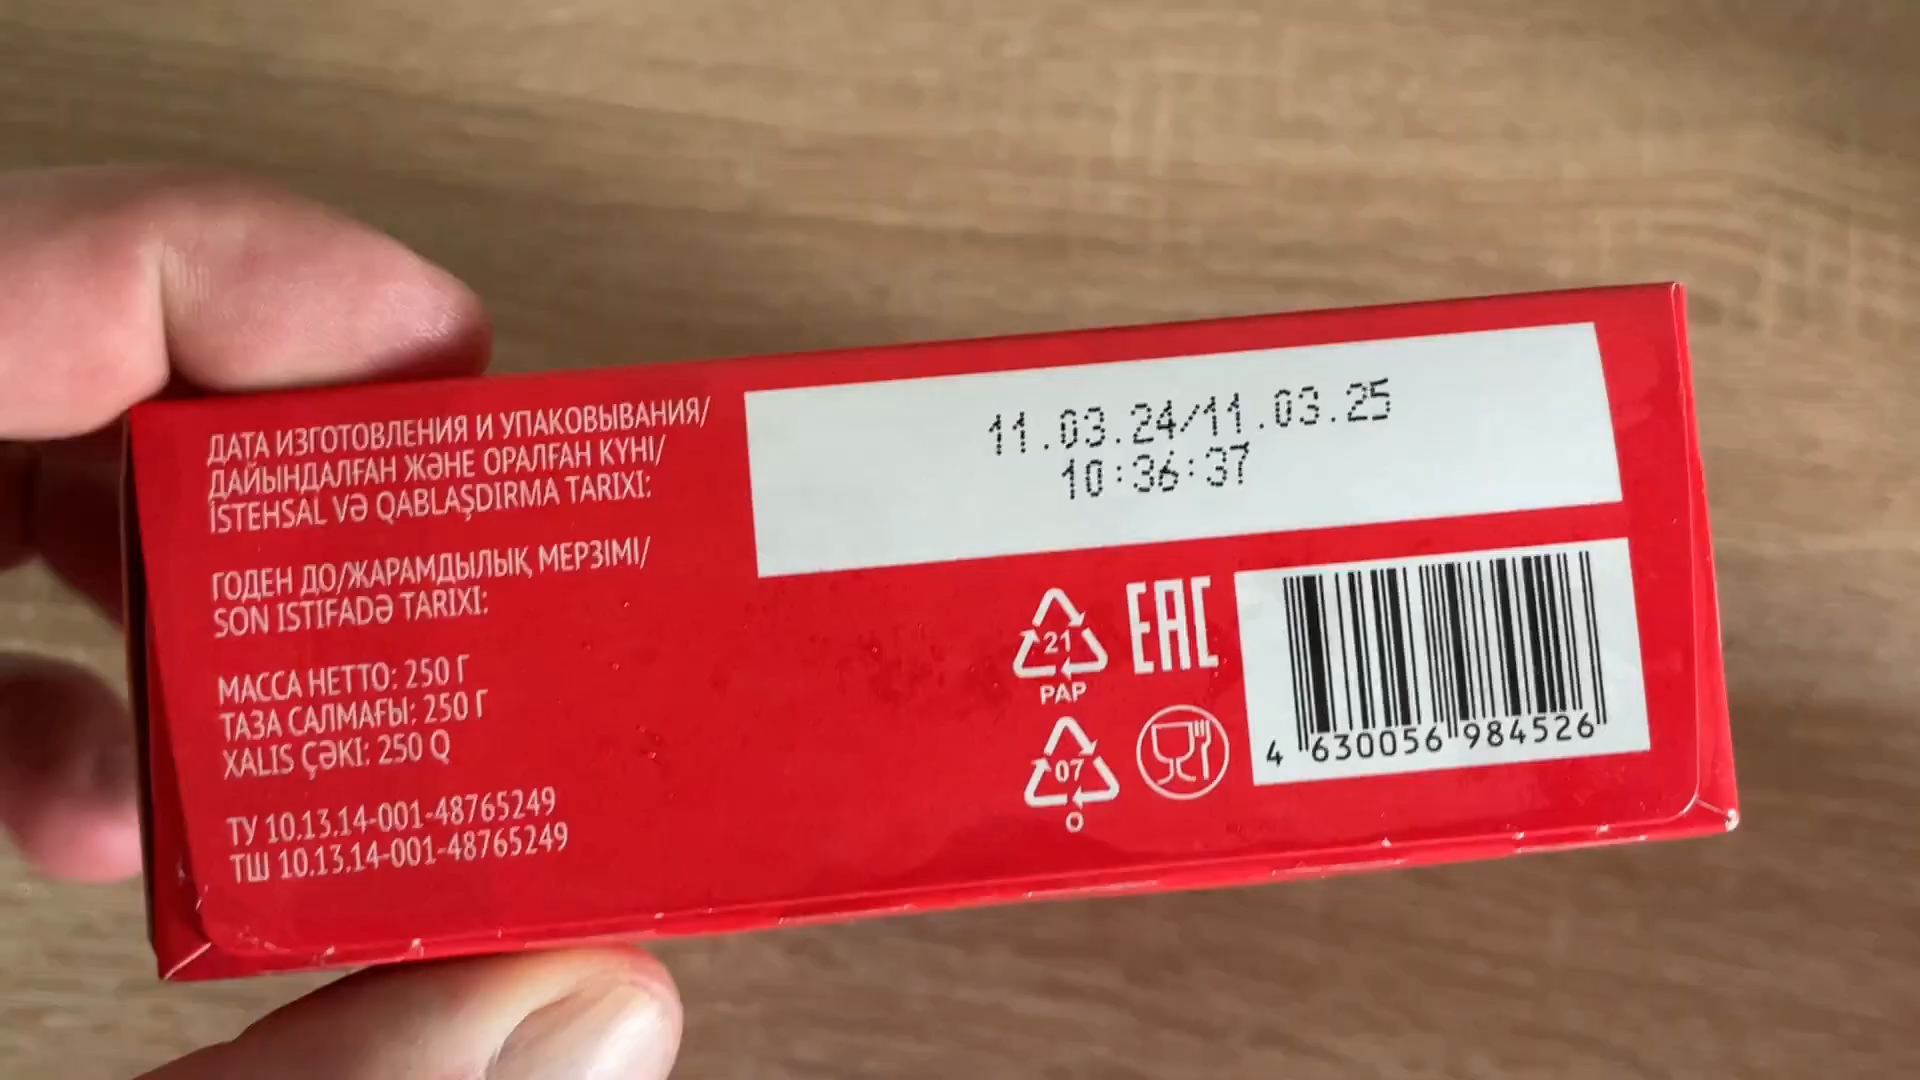 ДАТА ИЗГОТОВЛЕНИЯ И УПАКОВЫВАНИЯ/
ДАЙЫНДАЛҒАН ЖӘНЕ ОРАЛҒАН КҮНІ/
İSTEHSAL VƏ QABLAŞDIRMA TARIXI:
ГОДЕН ДО/ЖАРАМДЫЛЫҚ МЕРЗІМІ/
SON ISTIFADƏ TARIXI:
МАССА НЕТТО: 250 Г
ТАЗА САЛМАҒЫ: 250 Г
XALIS ÇƏKI: 250 Q
ТУ 10.13.14-001-48765249
ТШ 10.13.14-001-48765249
11.03.24/11.03.25
10:36:37
21
PAP
EAC
07
O
4 630056 984526